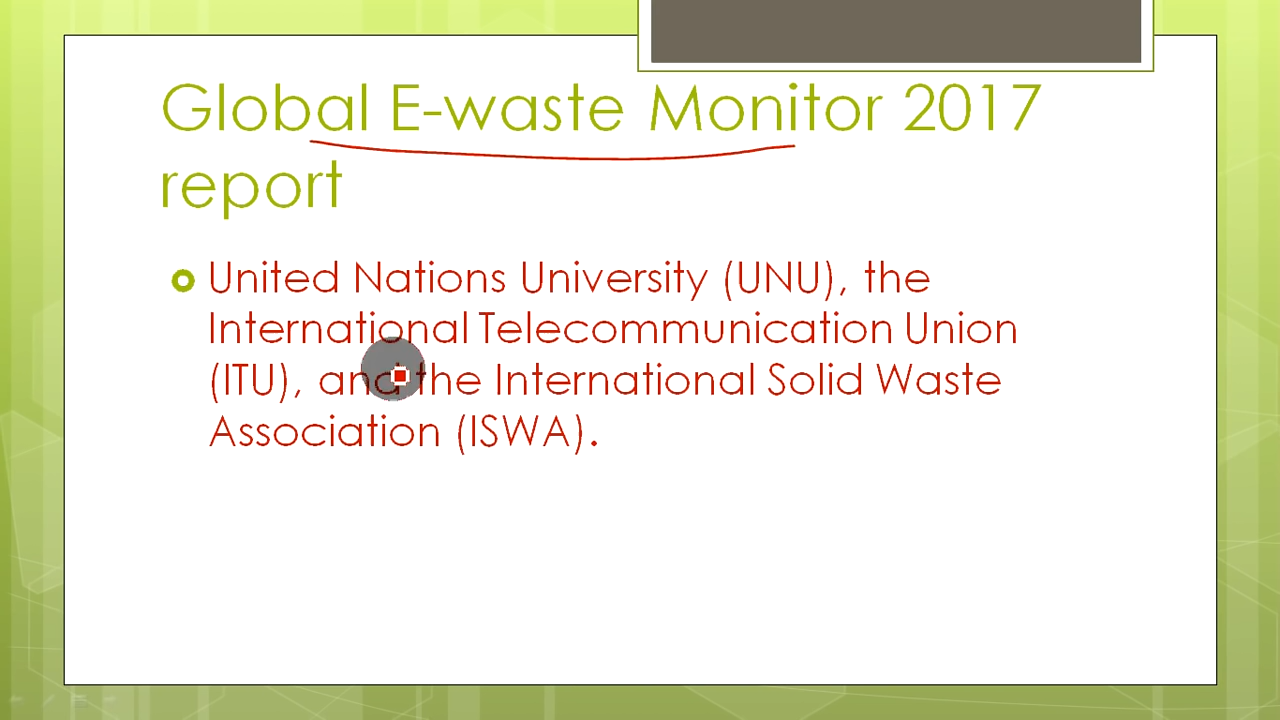 Global E-waste Monitor 2017
report
United Nations University (UNU), the
International Telecommunication Union
(ITU), and the International Solid Waste
Association (ISWA).